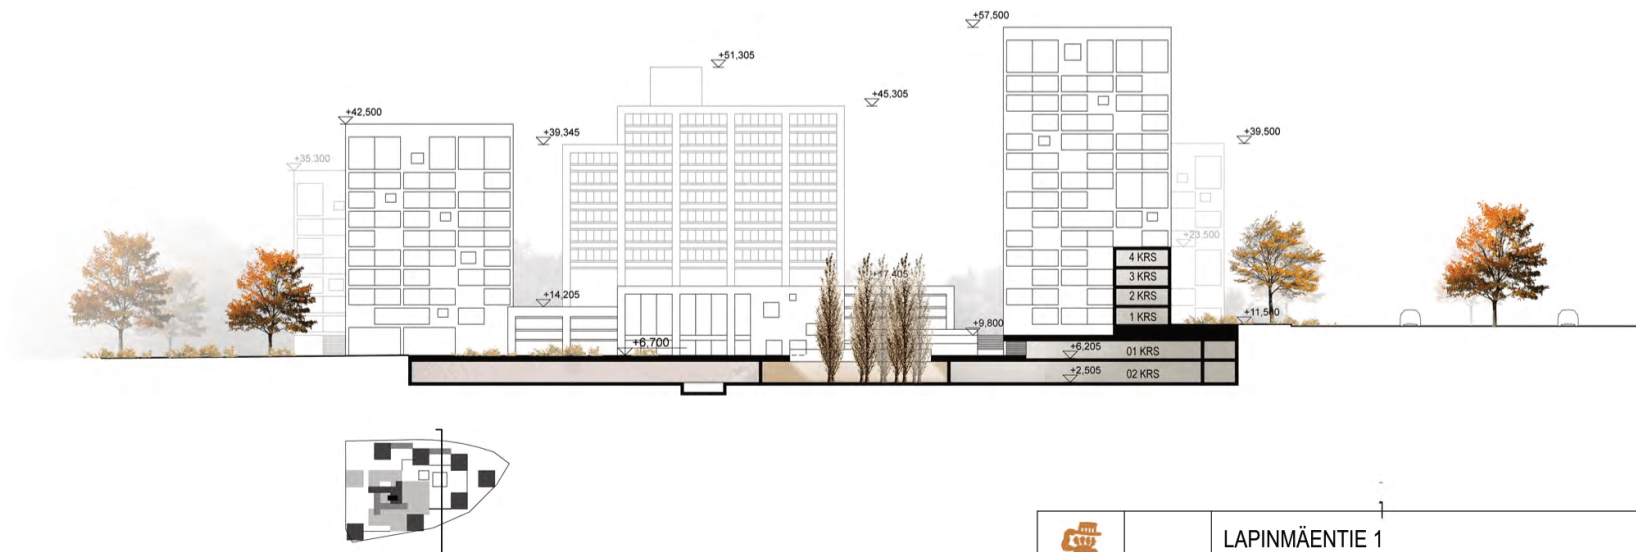 +57,500
+51,305
+45,305
+42,500
+39,345
+39,500
+35,300
+23.500
4 KRS
3 KRS
+17,405
2 KRS
+14,205
1 KRS
+11,500
+9,800
+6,700
+6,205
01 KRS
+2,505
02 KRS
LAPINMÄENTIE 1